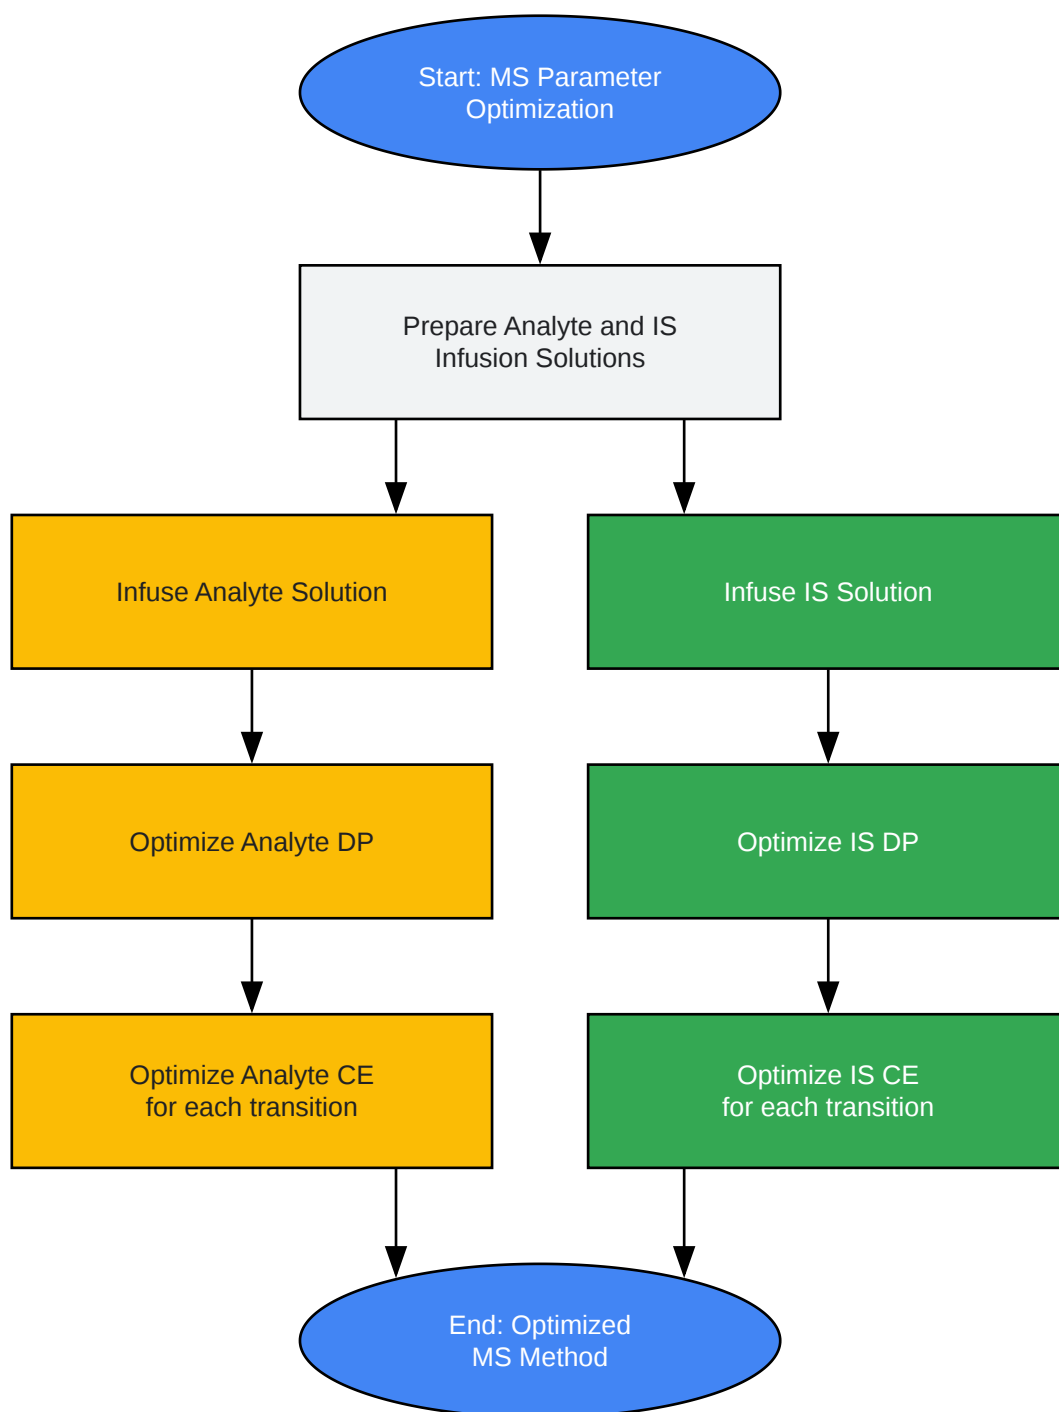 Start: MS Parameter
Optimization
Prepare Analyte and IS
Infusion Solutions
Infuse Analyte Solution
Infuse IS Solution
Optimize Analyte DP
Optimize IS DP
Optimize Analyte CE
for each transition
Optimize IS CE
for each transition
End: Optimized
MS Method